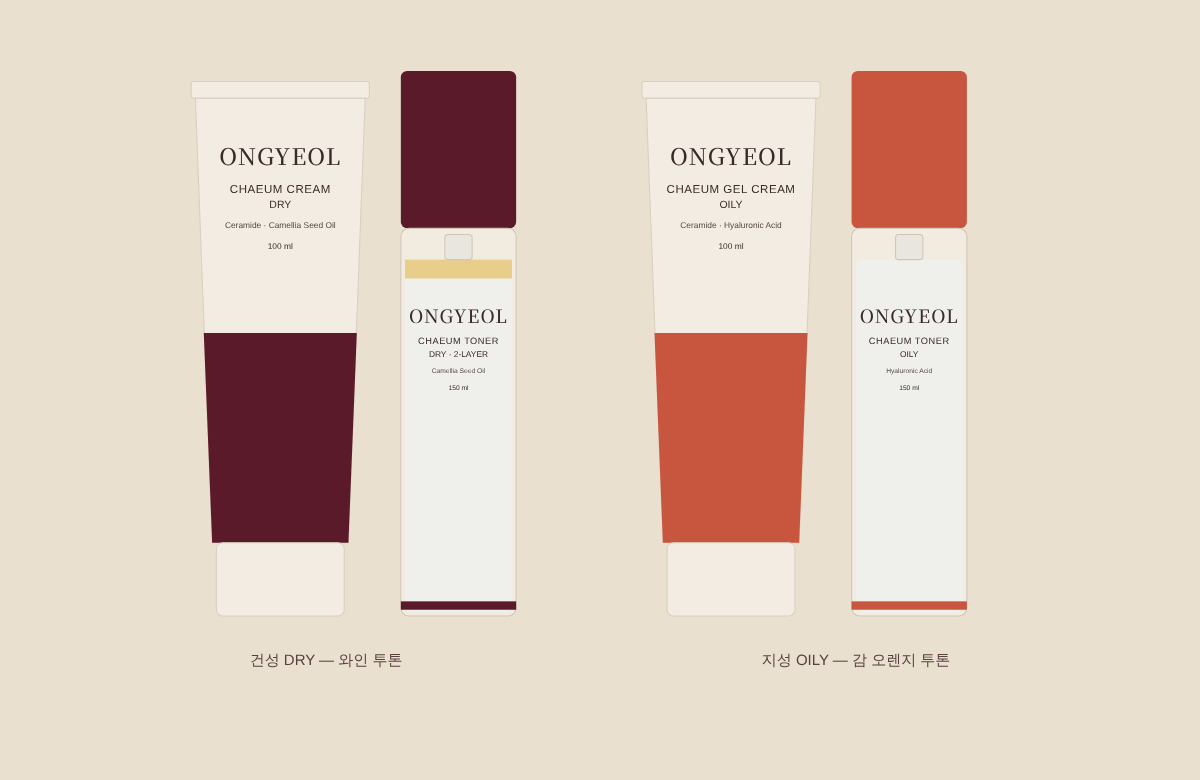 ONGYEOL
CHAEUM CREAM
DRY
Ceramide · Camellia Seed Oil
100 ml
ONGYEOL
CHAEUM TONER
DRY · 2-LAYER
Camellia Seed Oil
150 ml
ONGYEOL
CHAEUM GEL CREAM
OILY
Ceramide · Hyaluronic Acid
100 ml
ONGYEOL
CHAEUM TONER
OILY
Hyaluronic Acid
150 ml
건성 DRY — 와인 투톤
지성 OILY — 감 오렌지 투톤